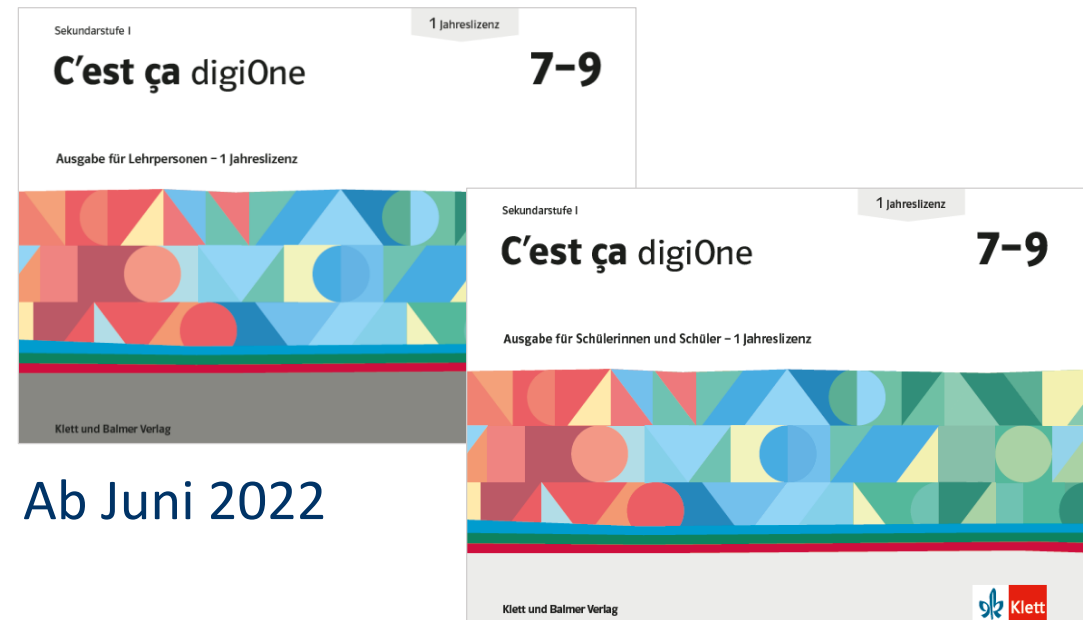 Sekundarstufe I
1 Jahreslizenz
C'est ça digiOne
7–9
Ausgabe für Lehrpersonen – 1 Jahreslizenz
Klett und Balmer Verlag
Ab Juni 2022
Sekundarstufe I
1 Jahreslizenz
C'est ça digiOne
7–9
Ausgabe für Schülerinnen und Schüler – 1 Jahreslizenz
Klett und Balmer Verlag
Klett